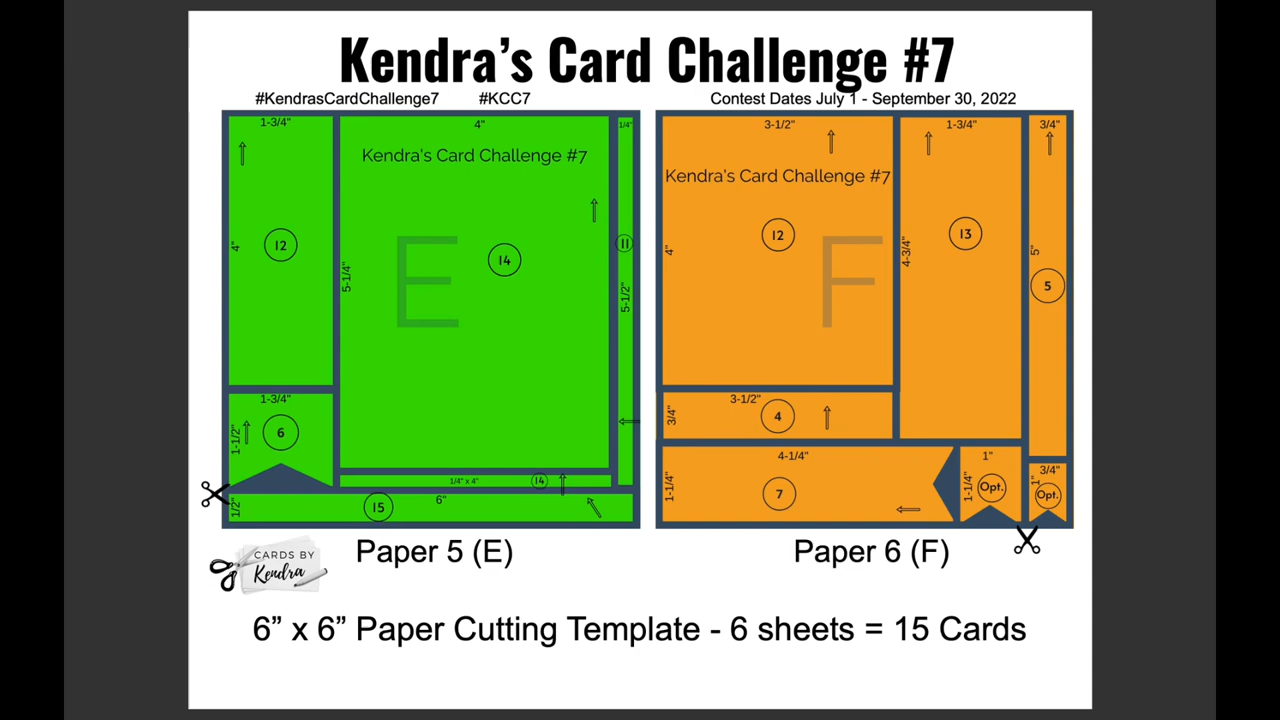 Kendra's Card Challenge #7
#KendrasCardChallenge7 #KCC7 Contest Dates July 1 - September 30, 2022
1-3/4"
4"
12
1-3/4"
1-1/2"
6
4"
Kendra's Card Challenge #7
5-1/4"
E
14
1/4"
11
5-1/2"
1/4" x 4"
14
1/2"
15
6"
3-1/2"
Kendra's Card Challenge #7
4"
12
F
1-3/4"
13
4-3/4"
3/4"
5"
5
3-1/2"
3/4"
4
4-1/4"
1-1/4"
7
1"
1-1/4"
Opt.
3/4"
1"
Opt.
Paper 5 (E)
Paper 6 (F)
CARDS BY
Kendra
6” x 6” Paper Cutting Template - 6 sheets = 15 Cards